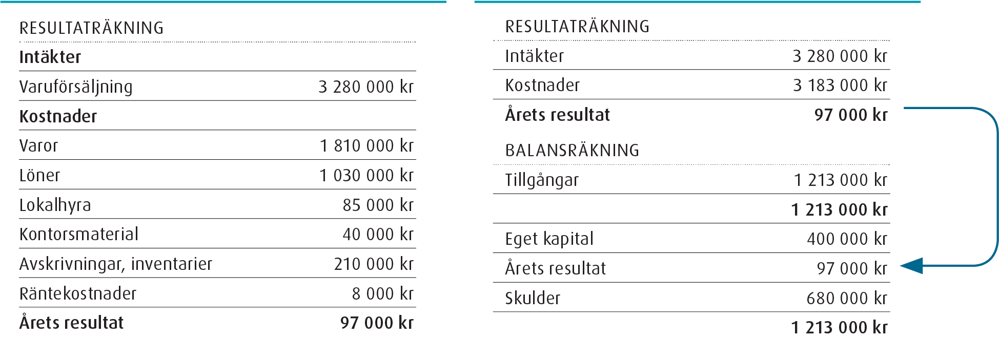 RESULTATRÄKNING
Intäkter
Varuförsäljning 3 280 000 kr
Kostnader
Varor 1 810 000 kr
Löner 1 030 000 kr
Lokalhyra 85 000 kr
Kontorsmaterial 40 000 kr
Avskrivningar, inventarier 210 000 kr
Räntekostnader 8 000 kr
Årets resultat 97 000 kr
RESULTATRÄKNING
Intäkter 3 280 000 kr
Kostnader 3 183 000 kr
Årets resultat 97 000 kr
BALANSRÄKNING
Tillgångar 1 213 000 kr
1 213 000 kr
Eget kapital 400 000 kr
Årets resultat 97 000 kr
Skulder 680 000 kr
1 213 000 kr